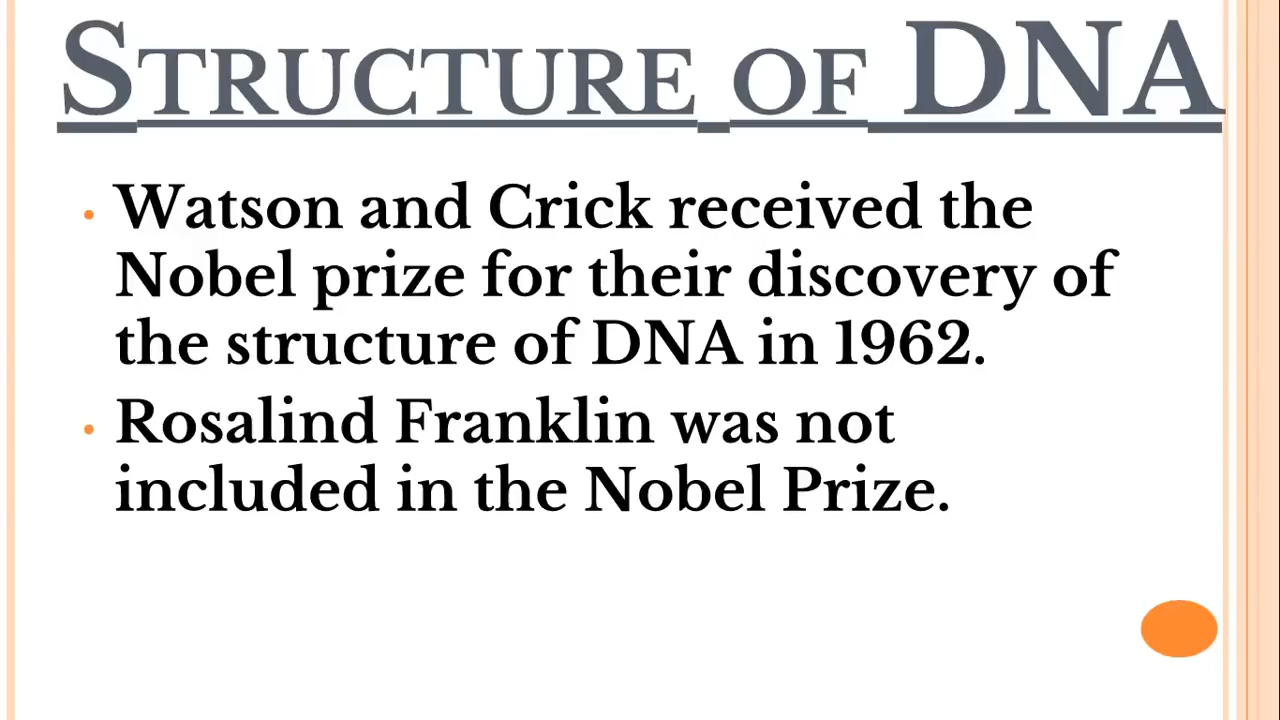 Structure of DNA
• Watson and Crick received the
Nobel prize for their discovery of
the structure of DNA in 1962.
• Rosalind Franklin was not
included in the Nobel Prize.